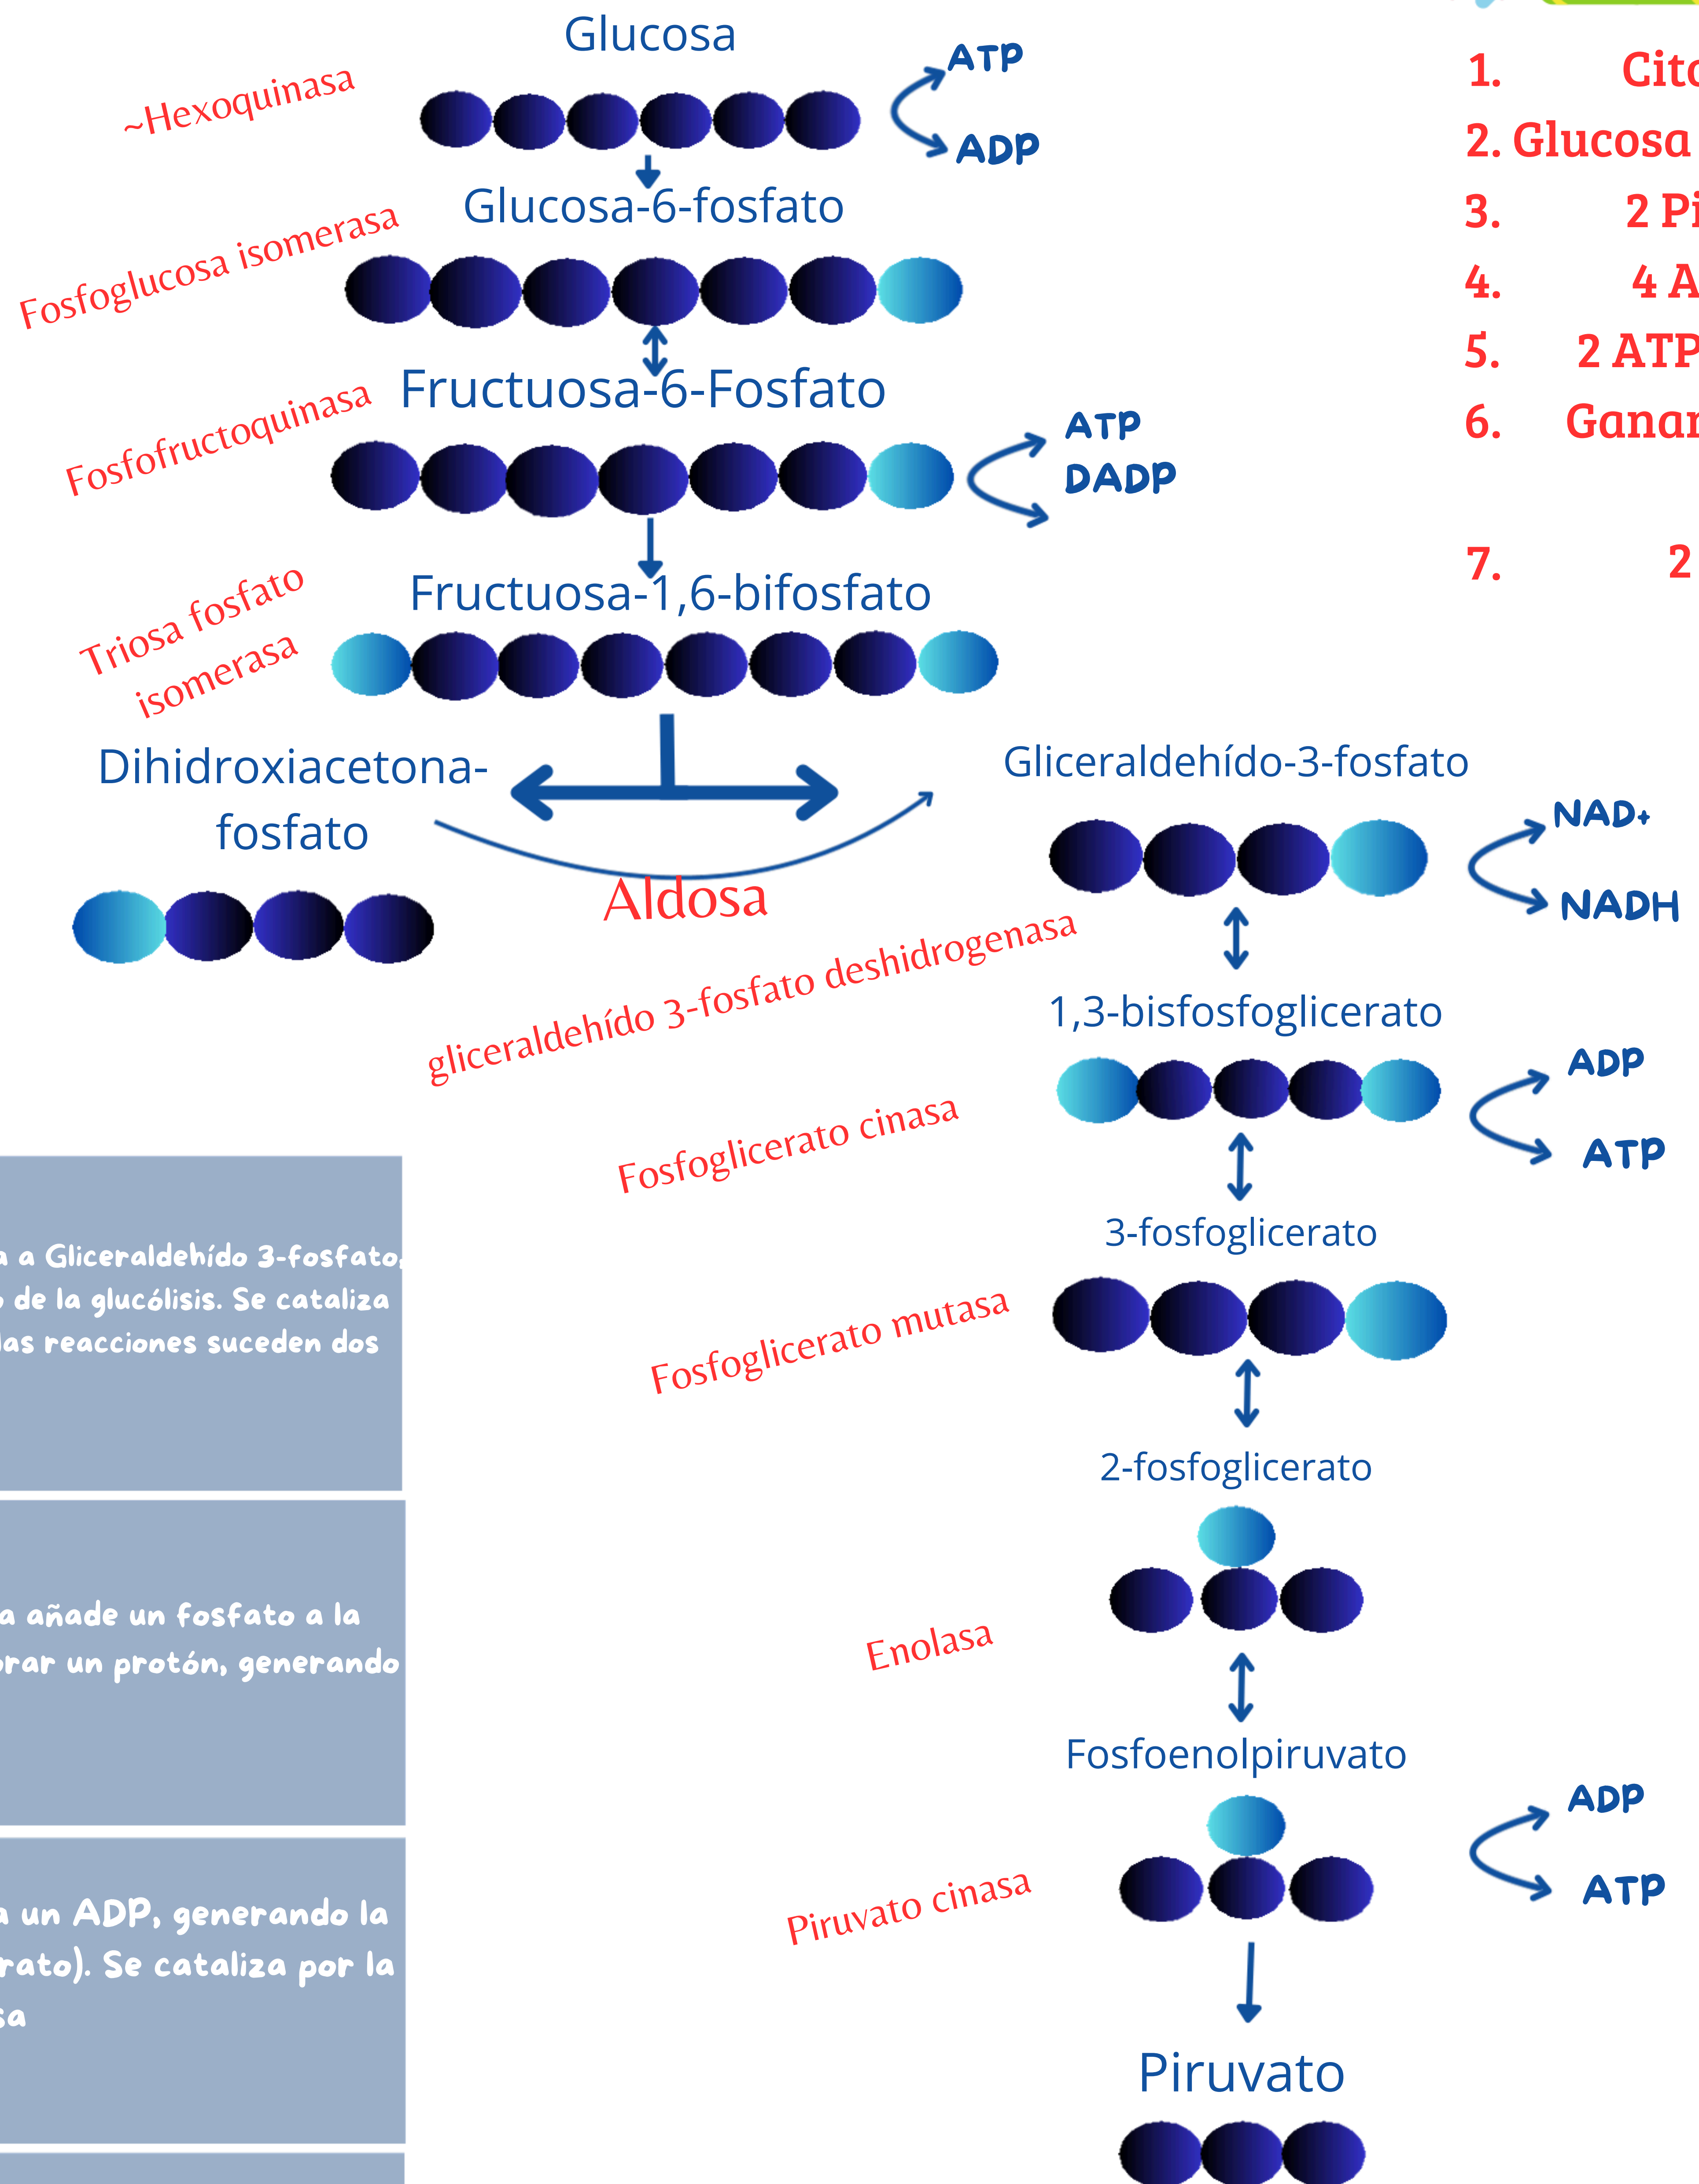 Glucosa
ATP
~Hexoquinasa
ADP
Glucosa-6-fosfato
Fosfoglucosa isomerasa
Fructuosa-6-Fosfato
Fosfofructoquinasa
ATP
DADP
Fructuosa-1,6-bifosfato
Triosa fosfato
isomerasa
Dihidroxiacetona-
fosfato
Gliceraldehído-3-fosfato
NAD+
NADH
Aldosa
gliceraldehído 3-fosfato deshidrogenasa
1,3-bisfosfoglicerato
ADP
ATP
Fosfoglicerato cinasa
3-fosfoglicerato
Fosfoglicerato mutasa
2-fosfoglicerato
Enolasa
Fosfoenolpiruvato
ADP
ATP
Piruvato cinasa
Piruvato
1.
2. Glucosa
3. 2
4. 4
5. 2 ATP
6.
7. 2
a Gliceraldehído 3-fosfato,
de la glucólisis. Se cataliza
las reacciones suceden dos
añade un fosfato a la
un protón, generando
un ADP, generando la
Se cataliza por la